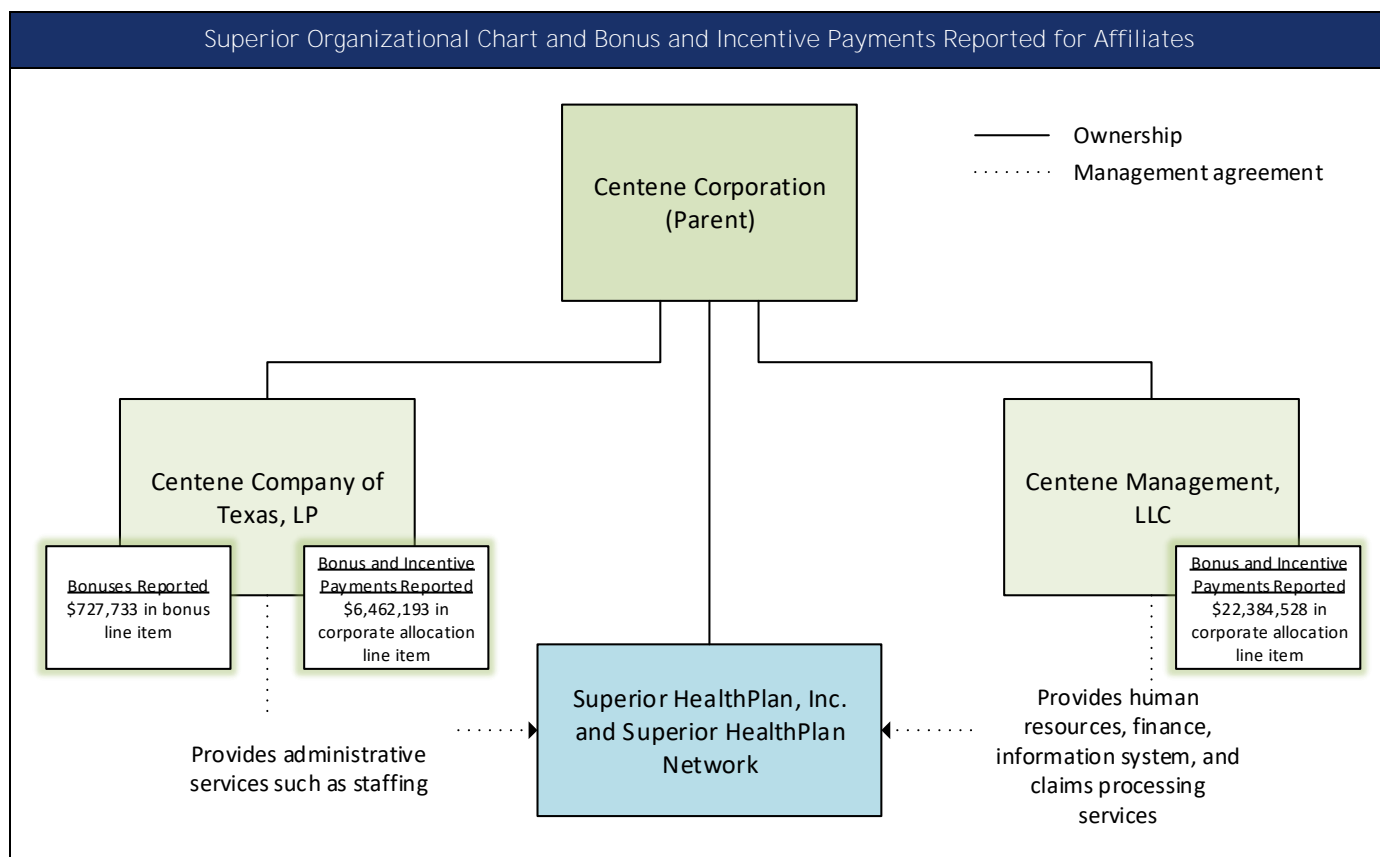 Superior Organizational Chart and Bonus and Incentive Payments Reported for Affiliates
Ownership
Management agreement
Centene Corporation
(Parent)
Centene Company of
Texas, LP
Bonuses Reported
$727,733 in bonus
line item
Bonus and Incentive
Payments Reported
$6,462,193 in
corporate allocation
line item
Centene Management,
LLC
Bonus and Incentive
Payments Reported
$22,384,528 in
corporate allocation
line item
Provides administrative
services such as staffing
Superior HealthPlan, Inc.
and Superior HealthPlan
Network
Provides human
resources, finance,
information system, and
claims processing
services